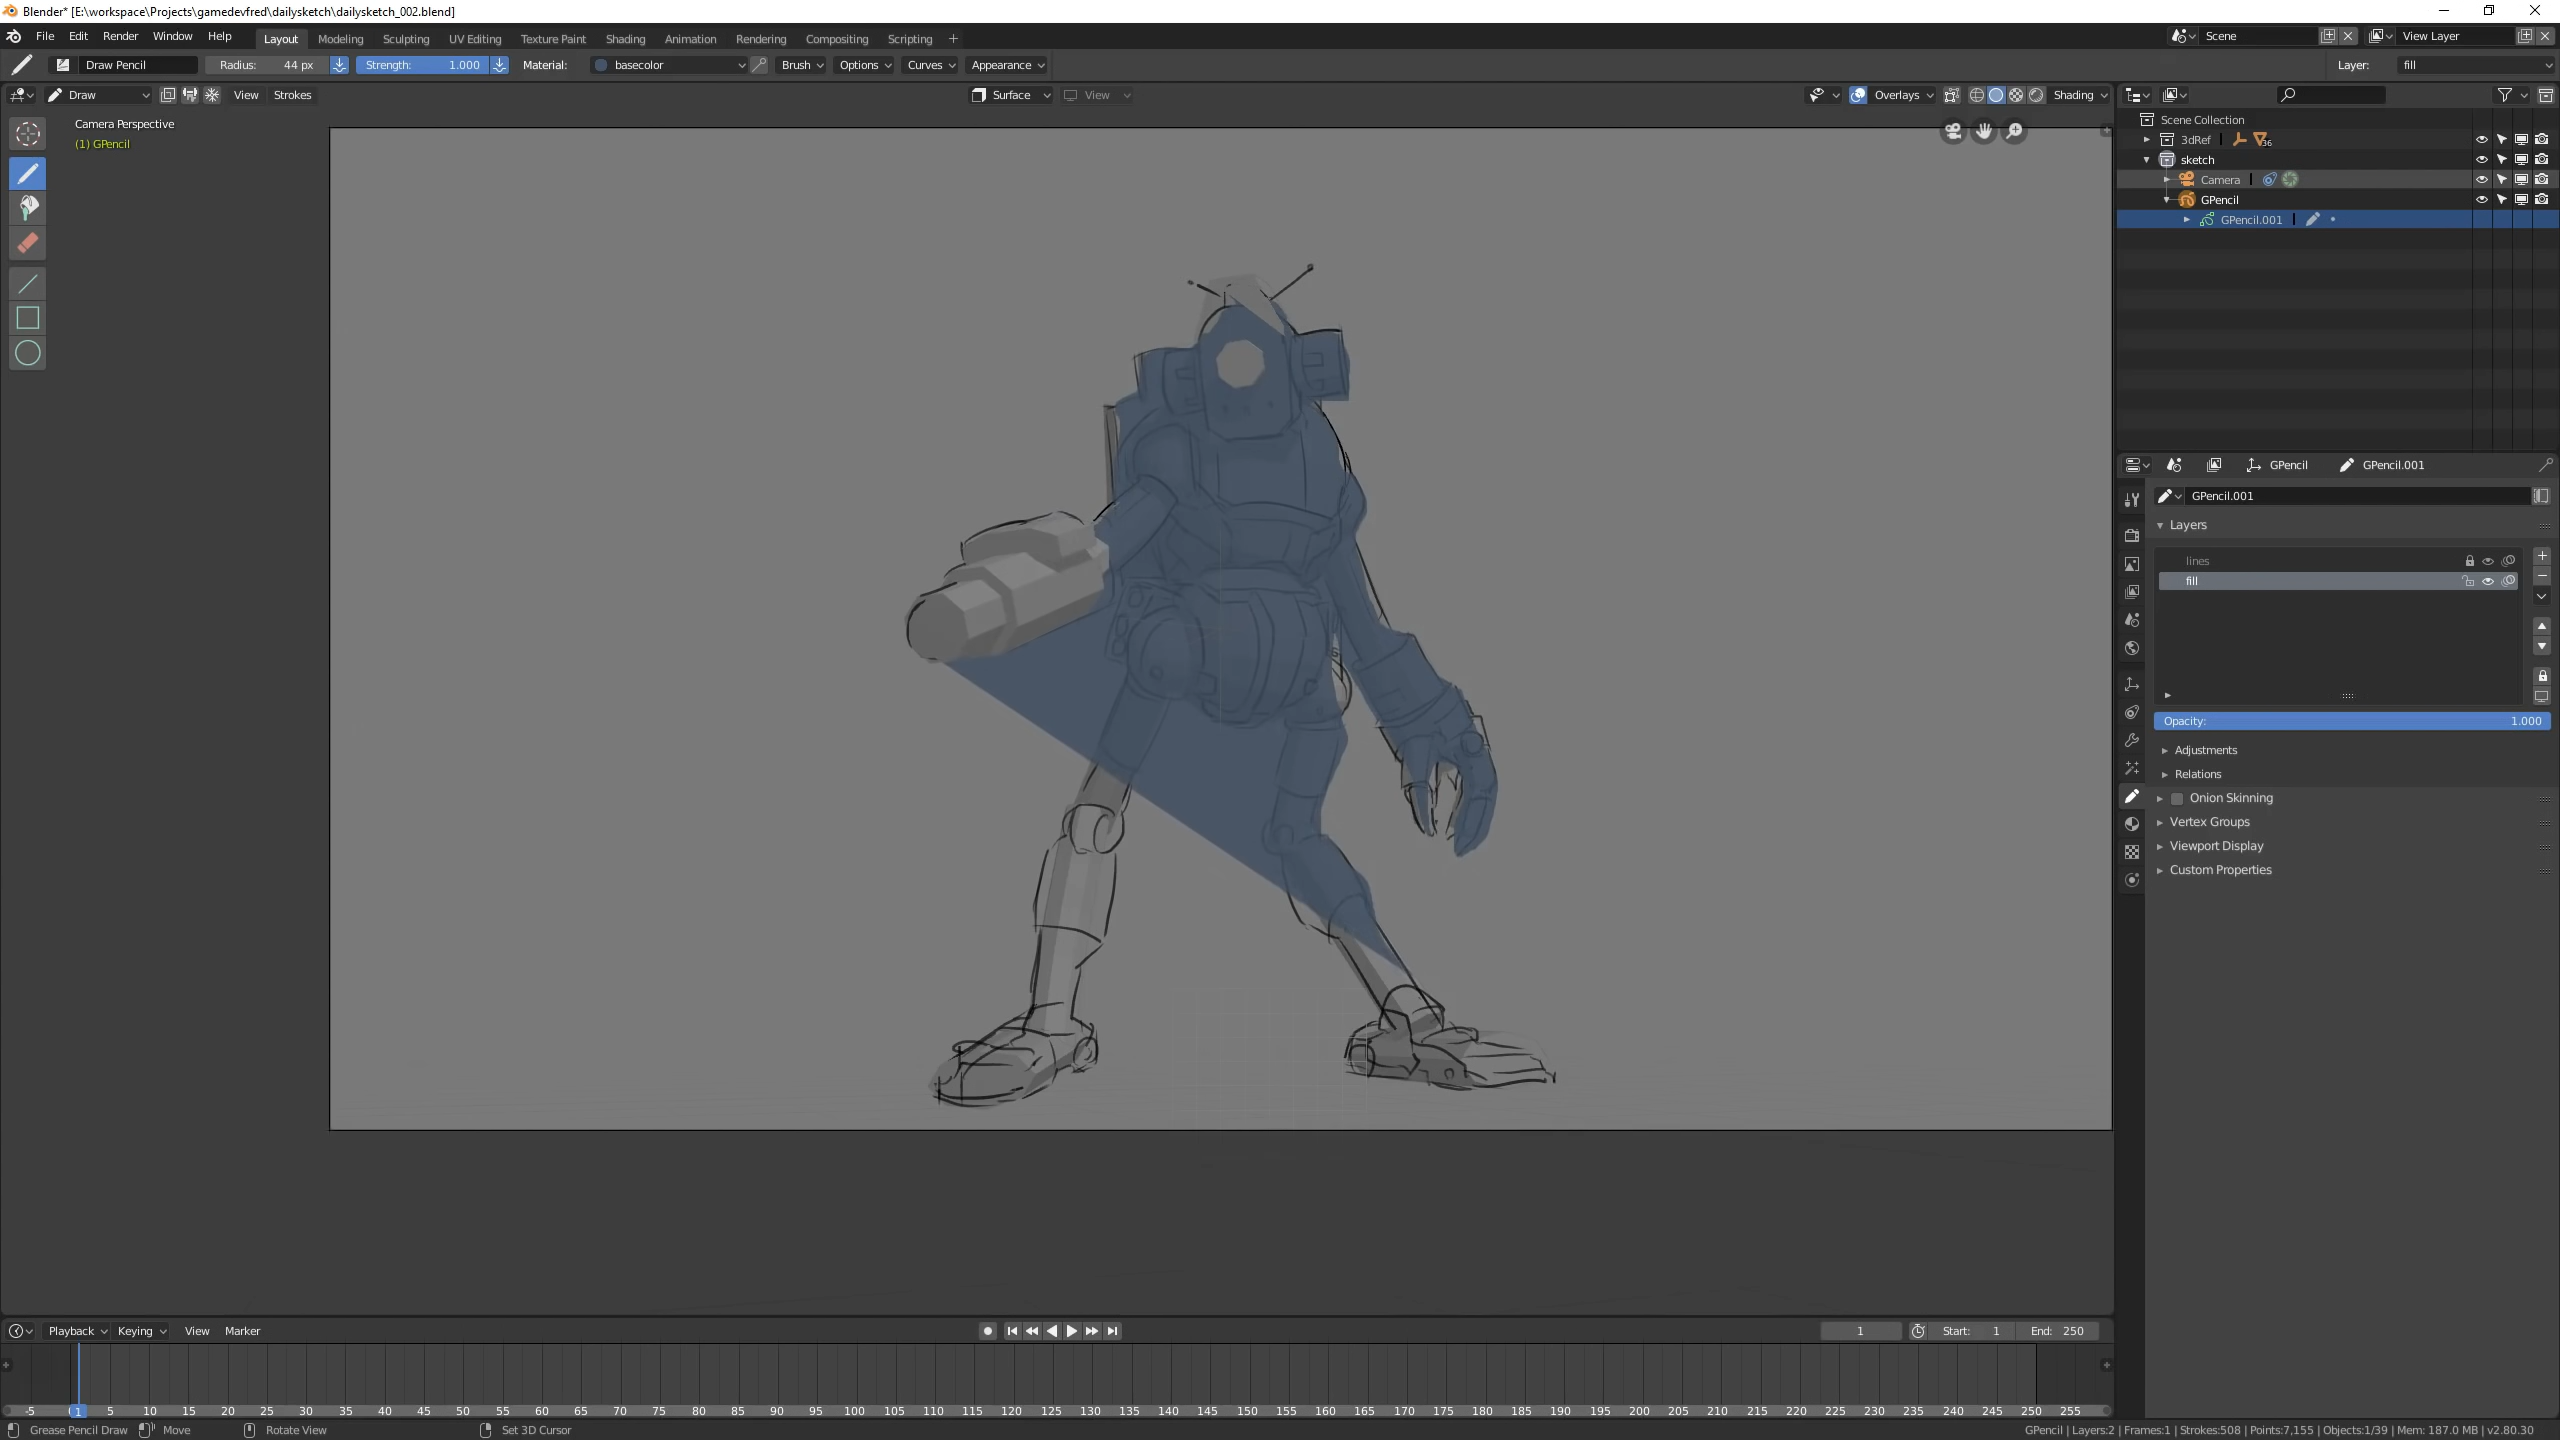 Blender* [E:\workspace\Projects\gamedevfred\dailysketch\dailysketch_002.blend]
File Edit Render Window Help Layout Modeling Sculpting UV Editing Texture Paint Shading Animation Rendering Compositing Scripting + Scene View Layer
Draw Pencil Radius: 44 px Strength: 1.000 Material: basecolor Brush Options Curves Appearance Layer: fill
Draw View Strokes Surface View Overlays Shading
Camera Perspective
(1) GPencil
Scene Collection
3dRef 36
sketch
Camera
GPencil
GPencil.001
GPencil GPencil.001
GPencil.001
Layers
lines
fill
Opacity: 1.000
Adjustments
Relations
Onion Skinning
Vertex Groups
Viewport Display
Custom Properties
Playback Keying View Marker 1 Start: 1 End: 250
-5 1 5 10 15 20 25 30 35 40 45 50 55 60 65 70 75 80 85 90 95 100 105 110 115 120 125 130 135 140 145 150 155 160 165 170 175 180 185 190 195 200 205 210 215 220 225 230 235 240 245 250 255
Grease Pencil Draw Move Rotate View Set 3D Cursor GPencil | Layers:2 | Frames:1 | Strokes:508 | Points:7,155 | Objects:1/39 | Mem: 187.0 MB | v2.80.30